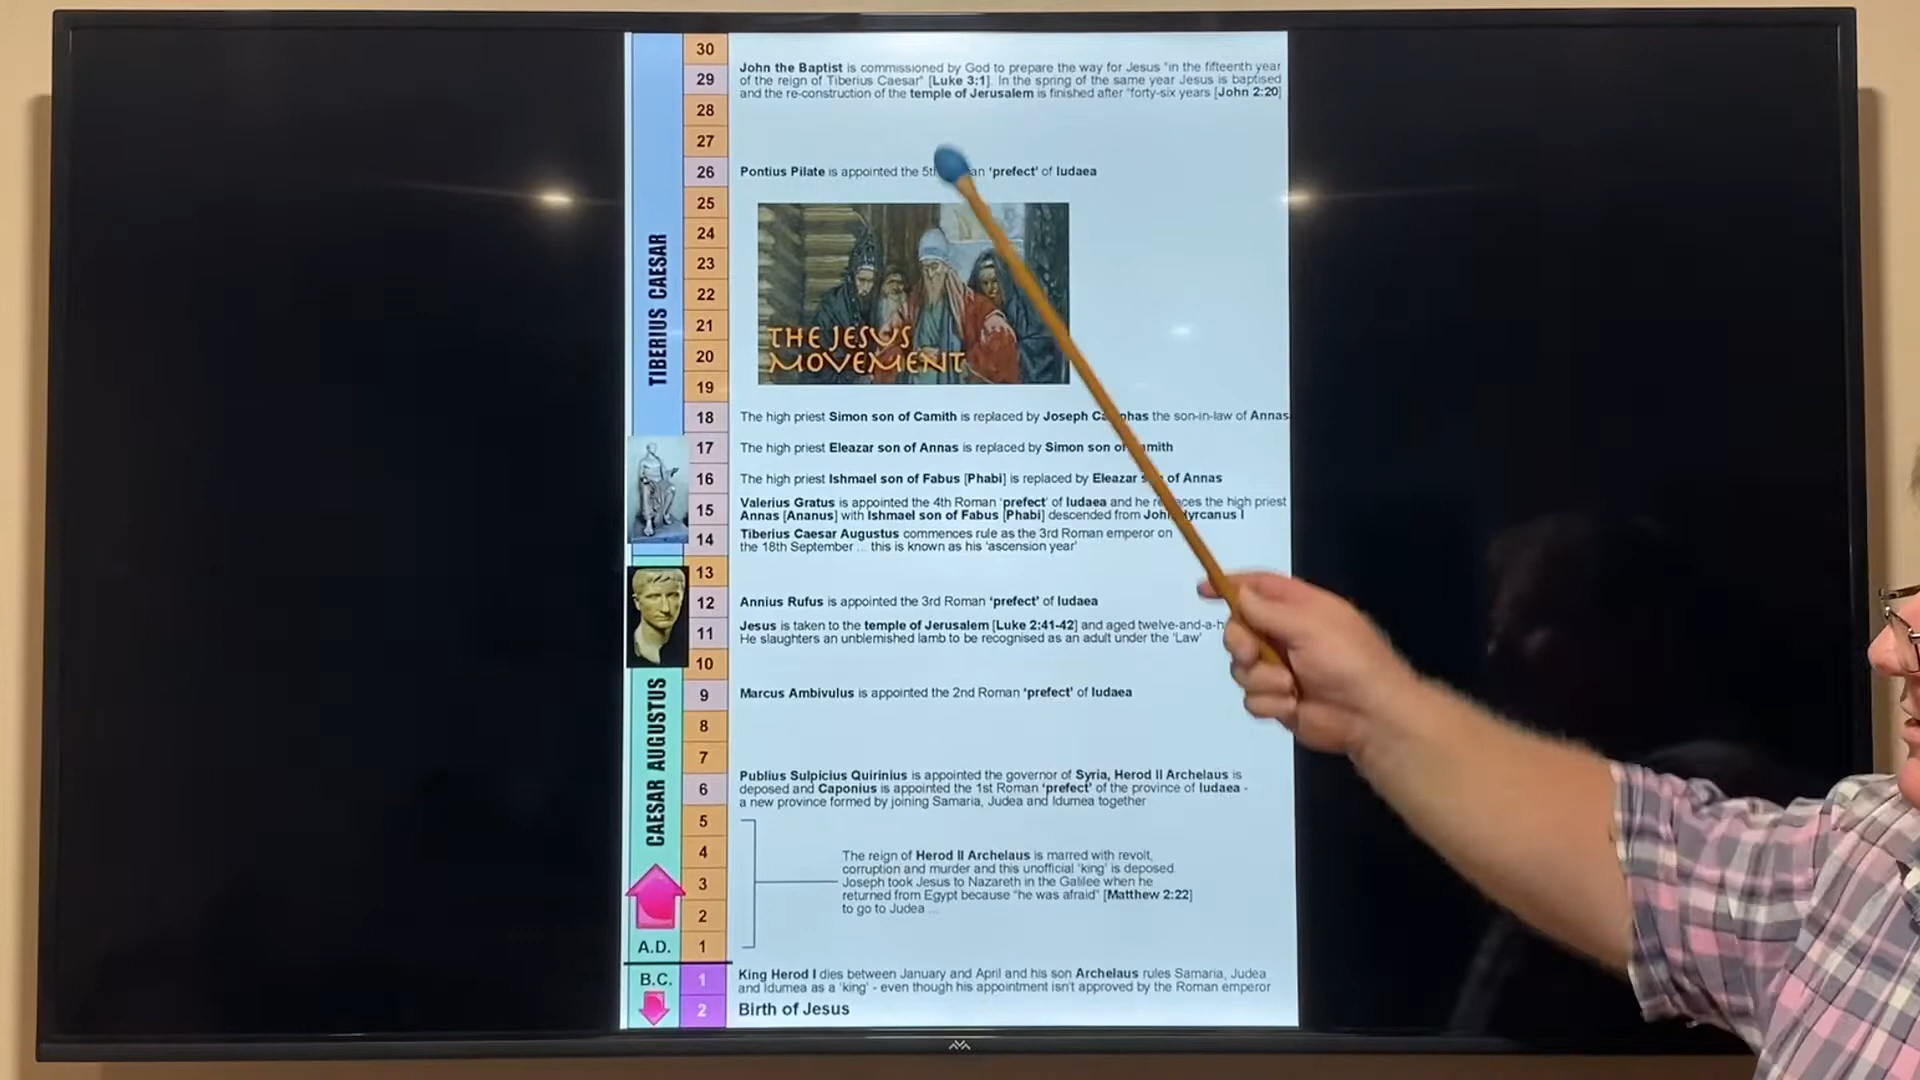 30
John the Baptist is commissioned by God to prepare the way for Jesus "in the fifteenth year
29
of the reign of Tiberius Caesar" [Luke 3:1]. In the spring of the same year Jesus is baptised
and the re-construction of the temple of Jerusalem is finished after "forty-six years [John 2:20]
28
27
26
Pontius Pilate is appointed the 5th 'prefect' of Iudaea
25
24
23
22
21
20
19
TIBERIUS CAESAR
THE JESUS
MOVEMENT
18
The high priest Simon son of Camith is replaced by Joseph the son-in-law of Annas
17
The high priest Eleazar son of Annas is replaced by Simon son of
16
The high priest Ishmael son of Fabus [Phabi] is replaced by Eleazar of Annas
15
Valerius Gratus is appointed the 4th Roman 'prefect' of Iudaea and he the high priest
Annas [Ananus] with Ishmael son of Fabus [Phabi] descended from John Hyrcanus I
14
Tiberius Caesar Augustus commences rule as the 3rd Roman emperor on
the 18th September ... this is known as his 'ascension year'
13
12
Annius Rufus is appointed the 3rd Roman 'prefect' of Iudaea
11
Jesus is taken to the temple of Jerusalem [Luke 2:41-42] and aged
He slaughters an unblemished lamb to be recognised as an adult under the 'Law'
10
9
Marcus Ambivulus is appointed the 2nd Roman 'prefect' of Iudaea
8
7
CAESAR AUGUSTUS
6
Publius Sulpicius Quirinius is appointed the governor of Syria, Herod II Archelaus is
deposed and Caponius is appointed the 1st Roman 'prefect' of the province of Iudaea -
a new province formed by joining Samaria, Judea and Idumea together
5
4
3
2
The reign of Herod II Archelaus is marred with revolt,
corruption and murder and this unofficial 'king' is deposed
Joseph took Jesus to Nazareth in the Galilee when he
returned from Egypt because "he was afraid" [Matthew 2:22]
to go to Judea ...
A.D. 1
B.C. 1
King Herod I dies between January and April and his son Archelaus rules Samaria, Judea
and Idumea as a 'king' - even though his appointment isn't approved by the Roman emperor
2
Birth of Jesus